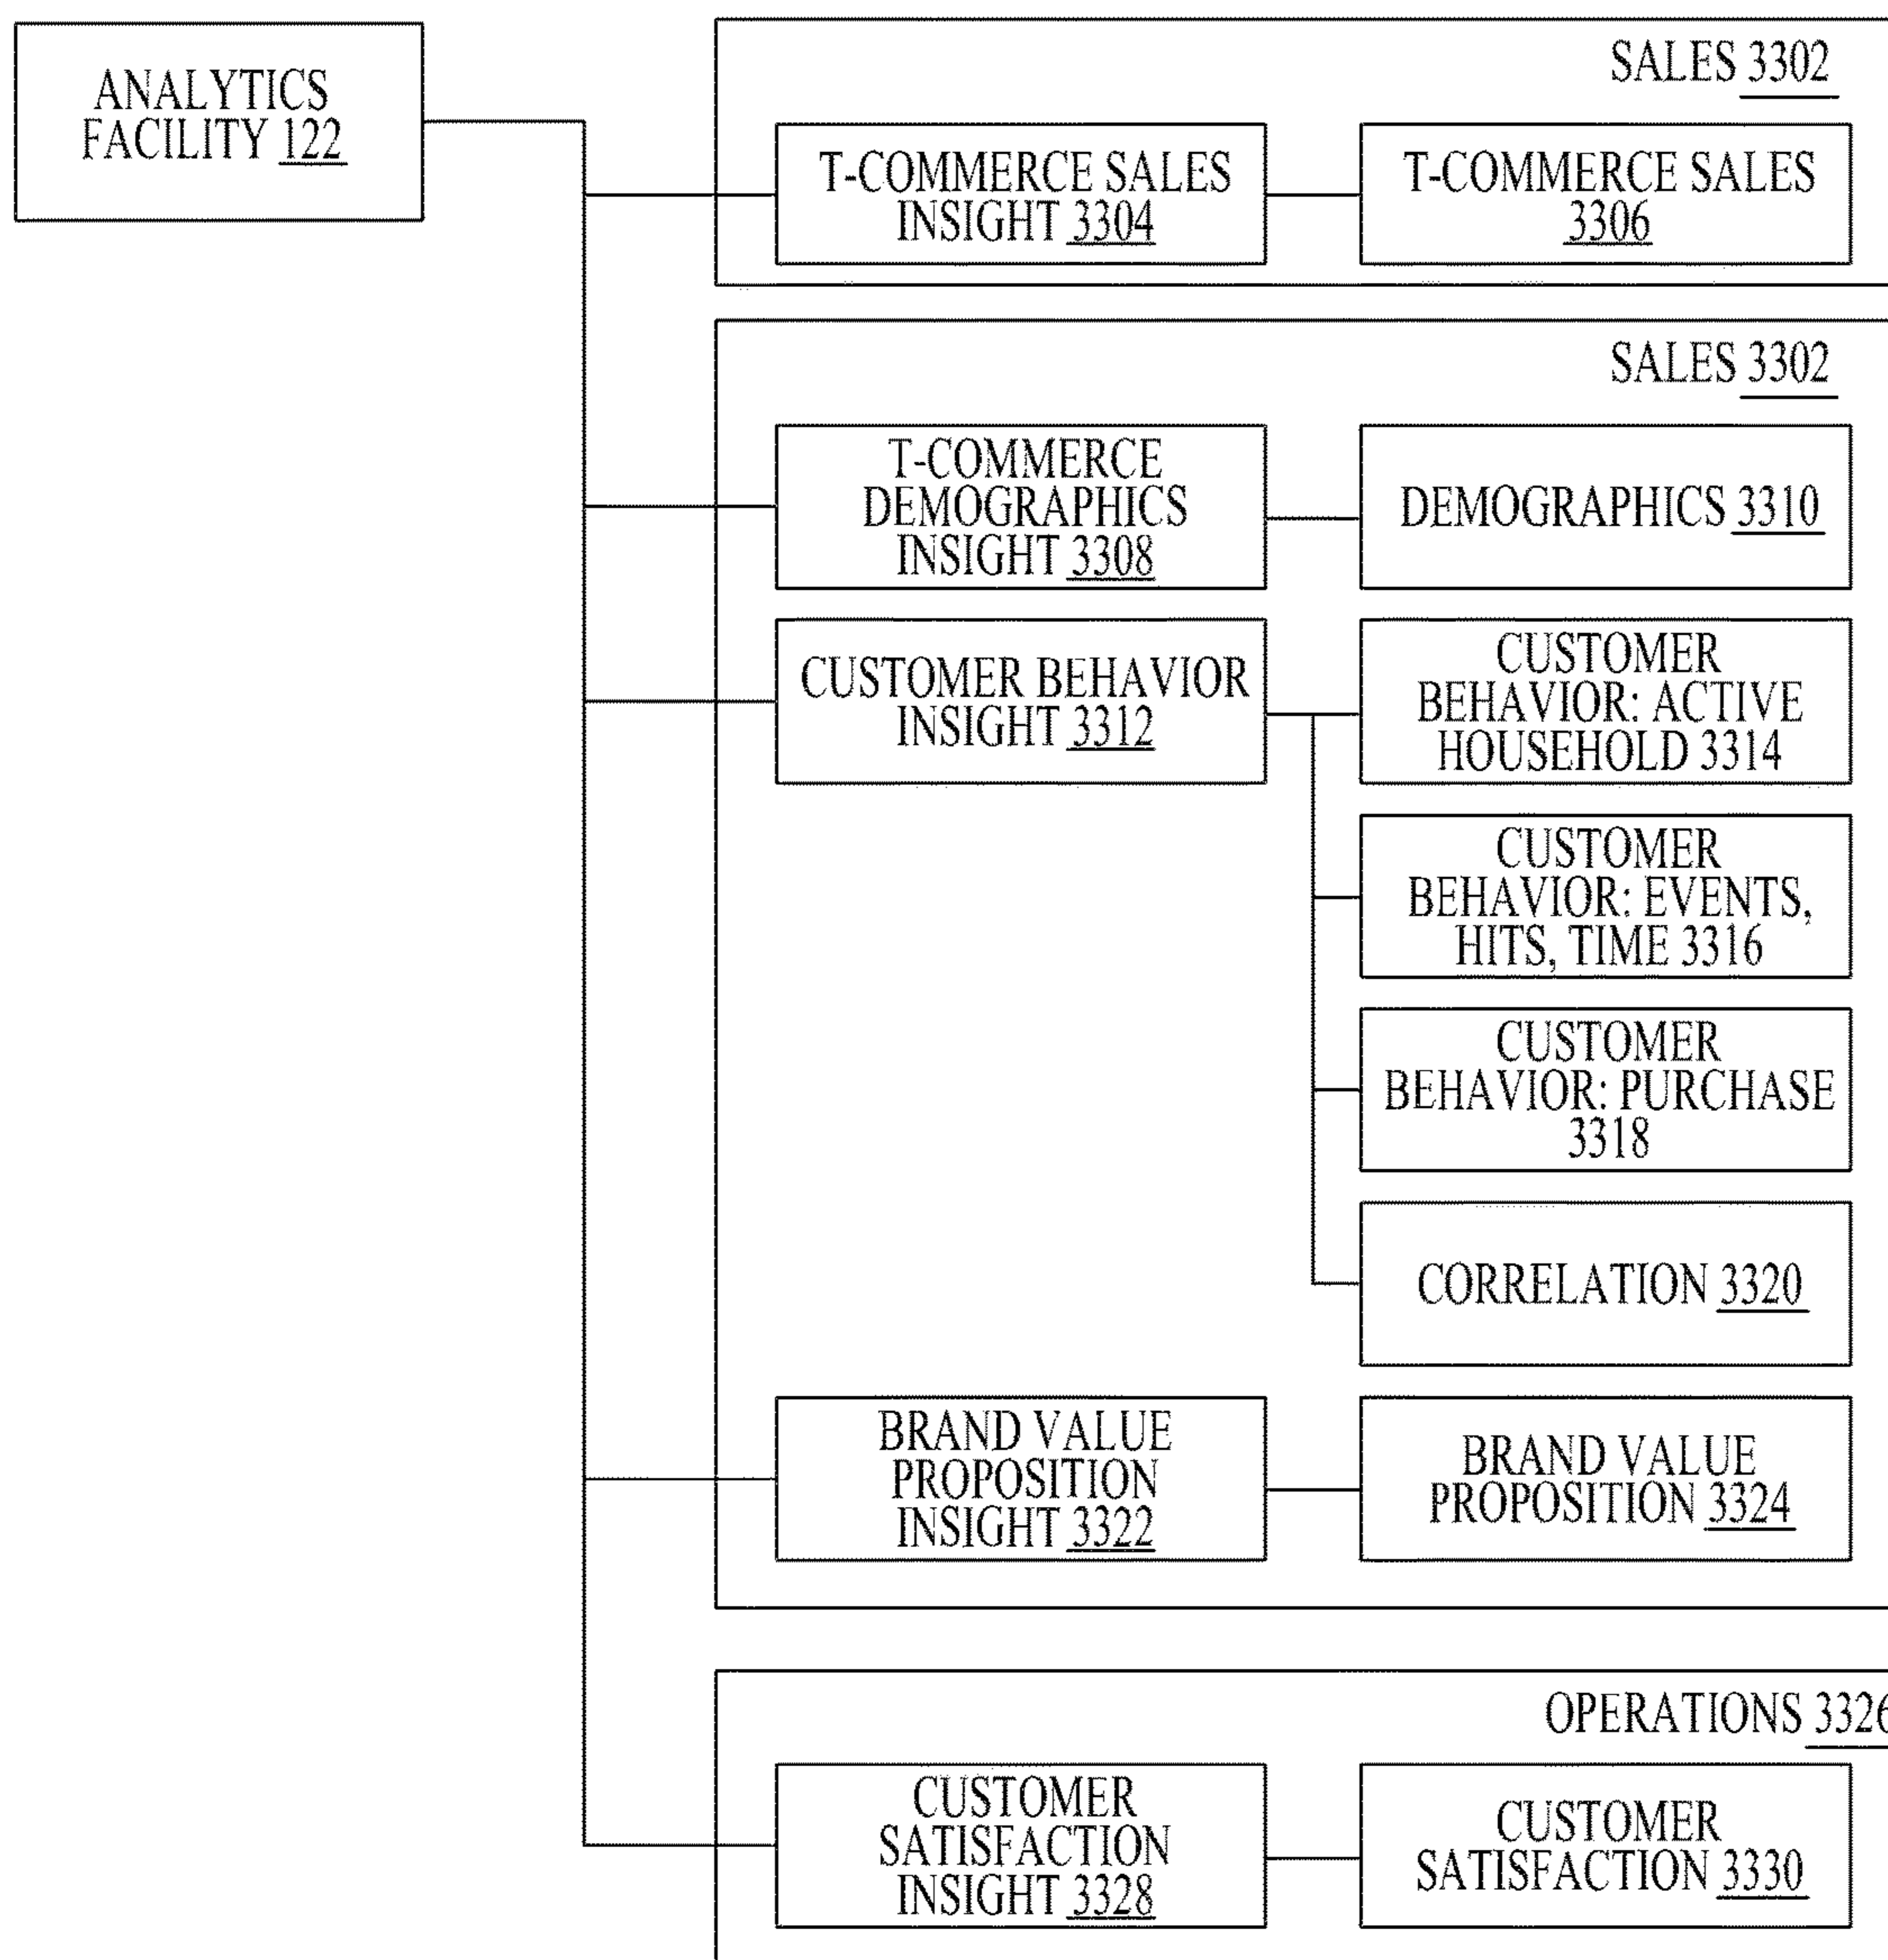 ANALYTICS
FACILITY 122
SALES 3302
T-COMMERCE SALES
INSIGHT 3304
T-COMMERCE SALES
3306
SALES 3302
T-COMMERCE
DEMOGRAPHICS
INSIGHT 3308
DEMOGRAPHICS 3310
CUSTOMER BEHAVIOR
INSIGHT 3312
CUSTOMER
BEHAVIOR: ACTIVE
HOUSEHOLD 3314
CUSTOMER
BEHAVIOR: EVENTS,
HITS, TIME 3316
CUSTOMER
BEHAVIOR: PURCHASE
3318
CORRELATION 3320
BRAND VALUE
PROPOSITION
INSIGHT 3322
BRAND VALUE
PROPOSITION 3324
OPERATIONS 3326
CUSTOMER
SATISFACTION
INSIGHT 3328
CUSTOMER
SATISFACTION 3330